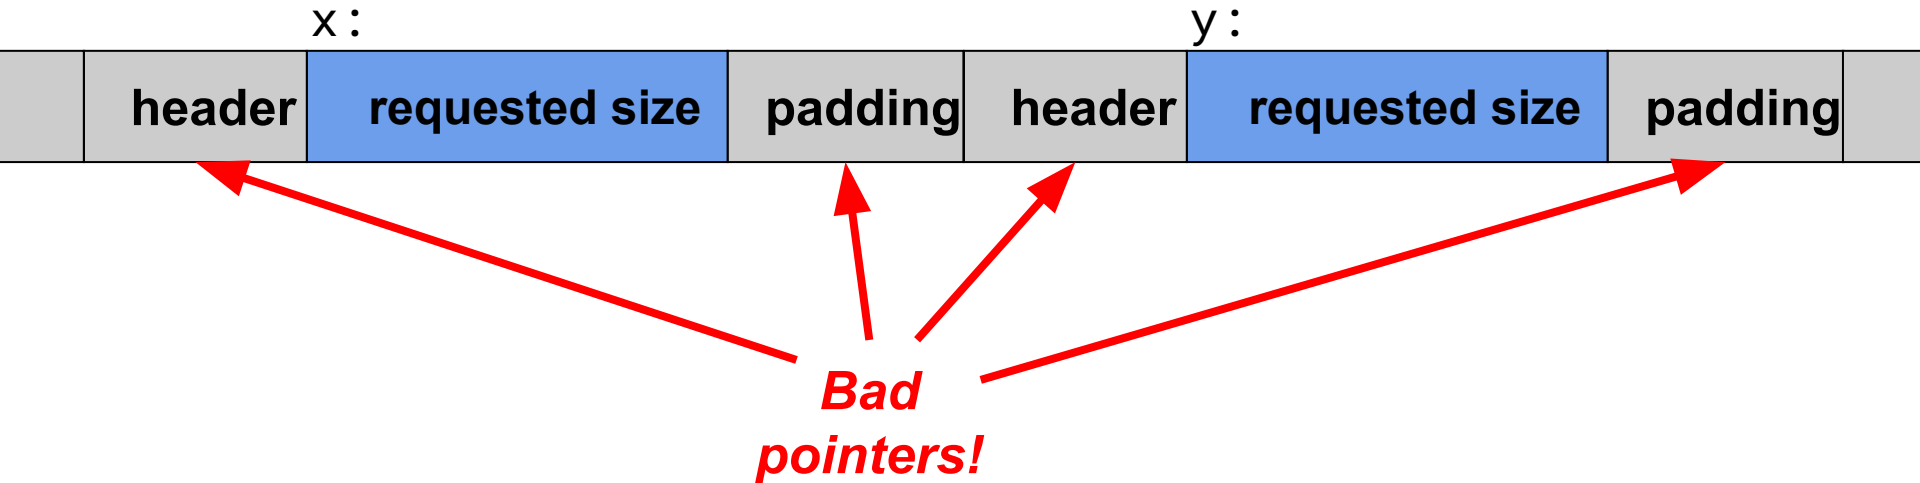 x: y:
header requested size padding header requested size padding
Bad
pointers!